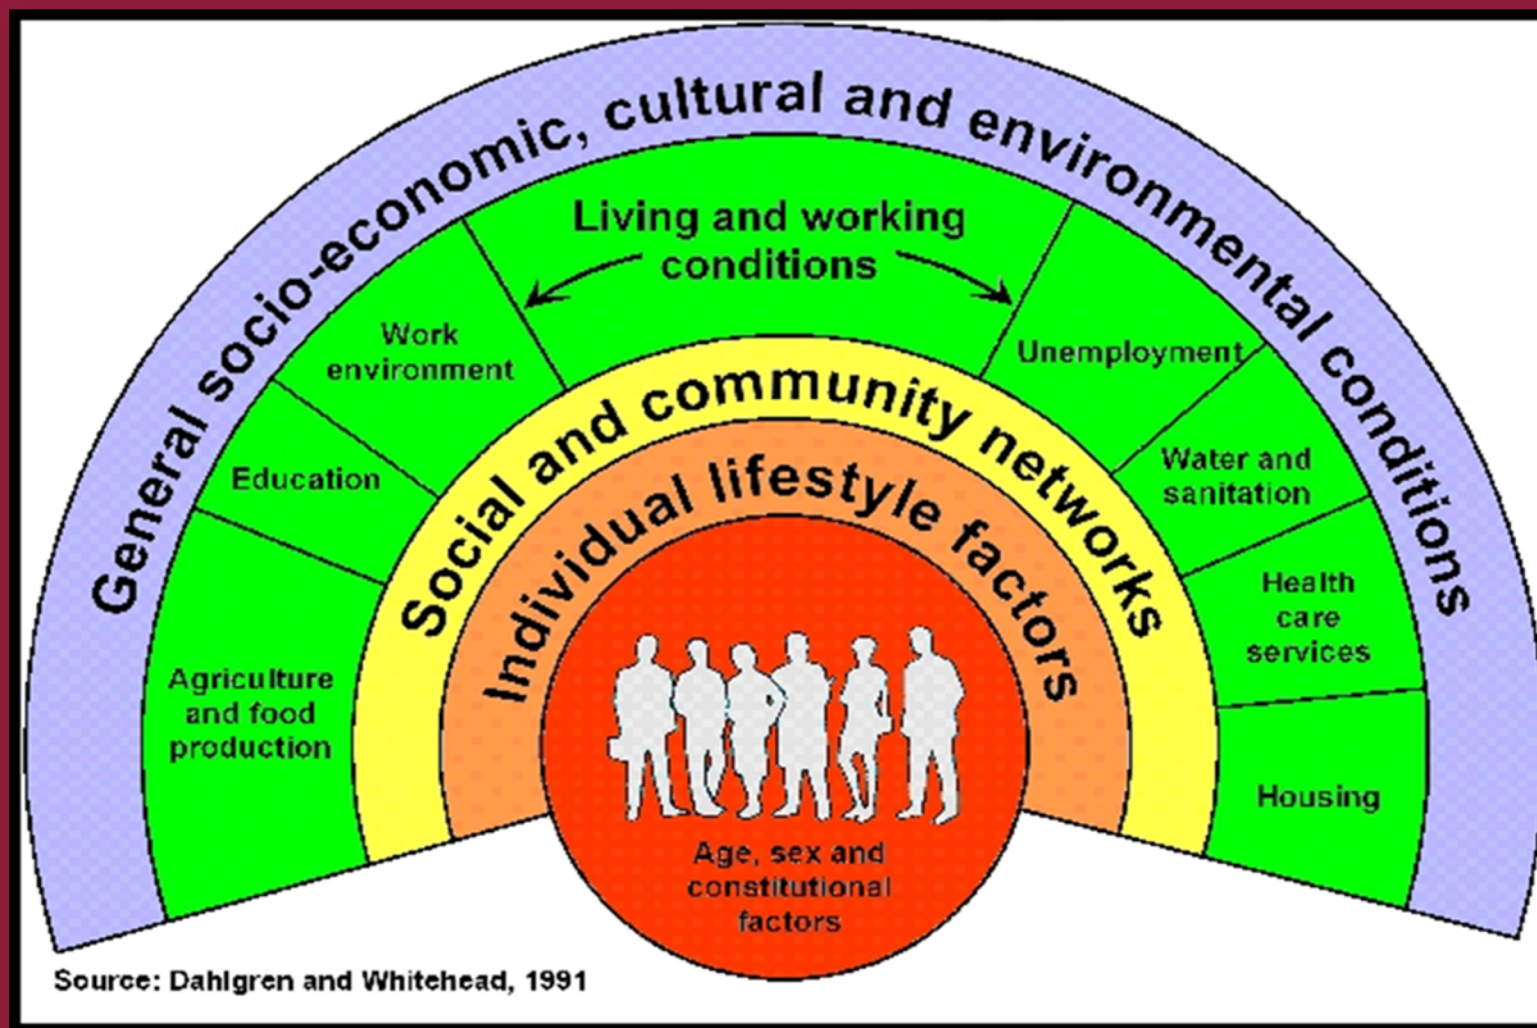 General socio-economic, cultural and environmental conditions
Living and working
conditions
Work
environment
Education
Agriculture
and food
production
Unemployment
Water and
sanitation
Health
care
services
Housing
Social and community networks
Individual lifestyle factors
Age, sex and
constitutional
factors
Source: Dahlgren and Whitehead, 1991